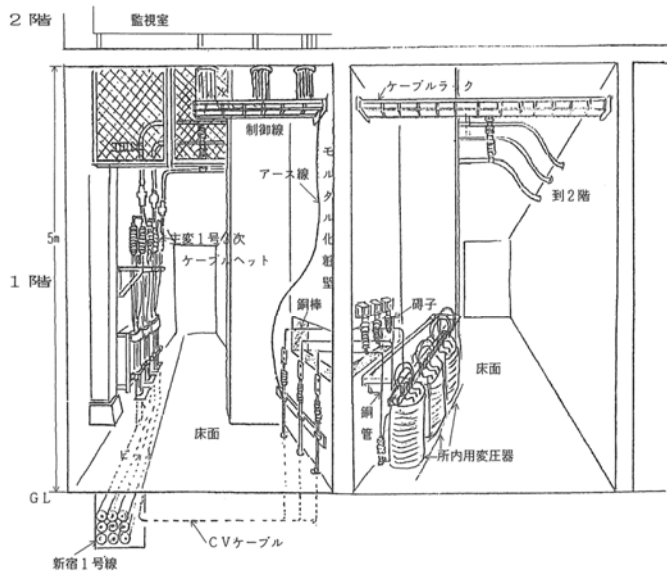 2階
監視室
ケーブルラック
制御線
アース線
モルタル化粧壁
到2階
5m
主変1号3次
ケーブルヘット
1階
銅棒
碍子
床面
床面
銅管
所内用変圧器
GL
CVケーブル
新宿1号線